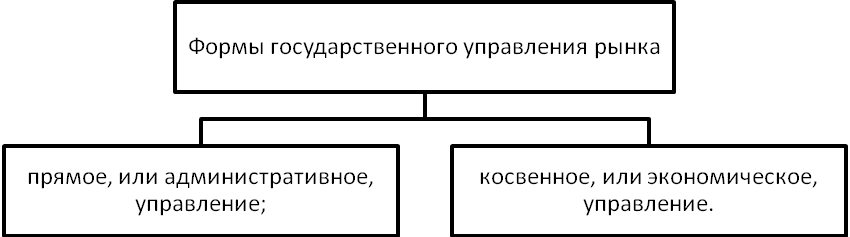 Формы государственного управления рынка
прямое, или административное,
управление;
косвенное, или экономическое,
управление.